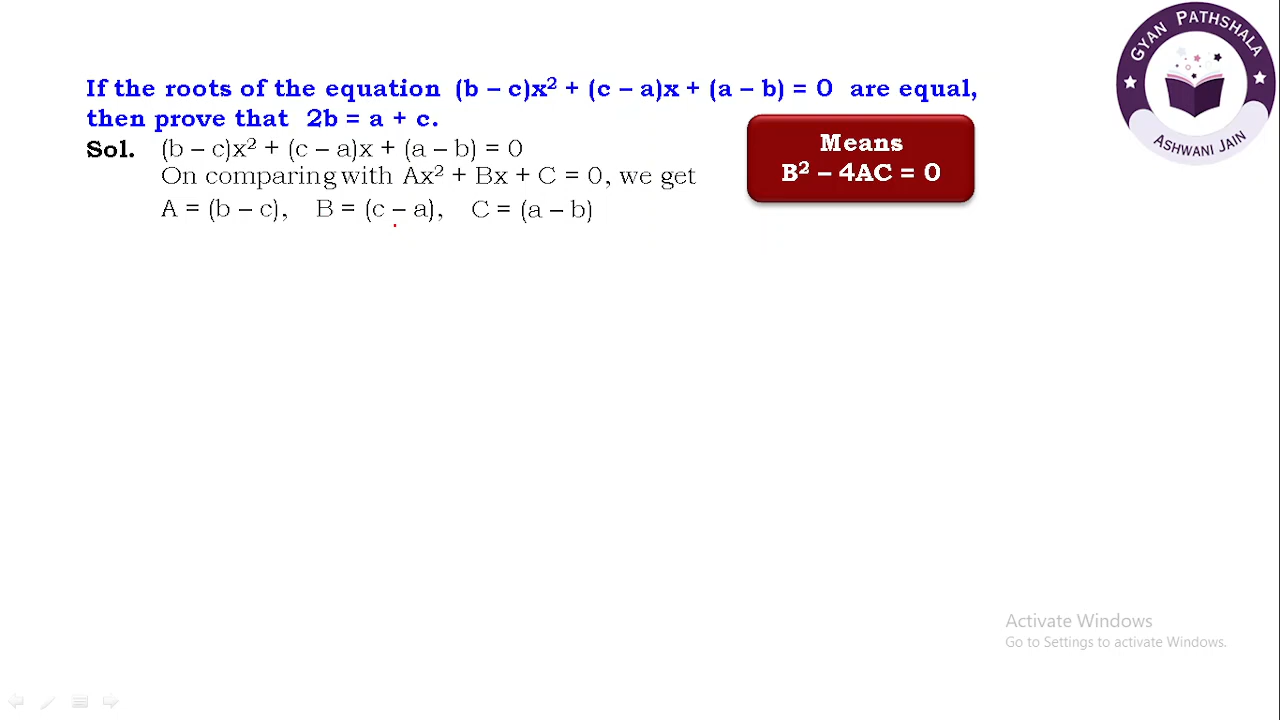 GYAN PATHSHALA
ASHWANI JAIN
If the roots of the equation (b – c)x² + (c – a)x + (a – b) = 0 are equal,
then prove that 2b = a + c.
Sol. (b – c)x² + (c – a)x + (a – b) = 0
On comparing with Ax² + Bx + C = 0, we get
A = (b – c), B = (c – a), C = (a – b)
Means
B² – 4AC = 0
Activate Windows
Go to Settings to activate Windows.